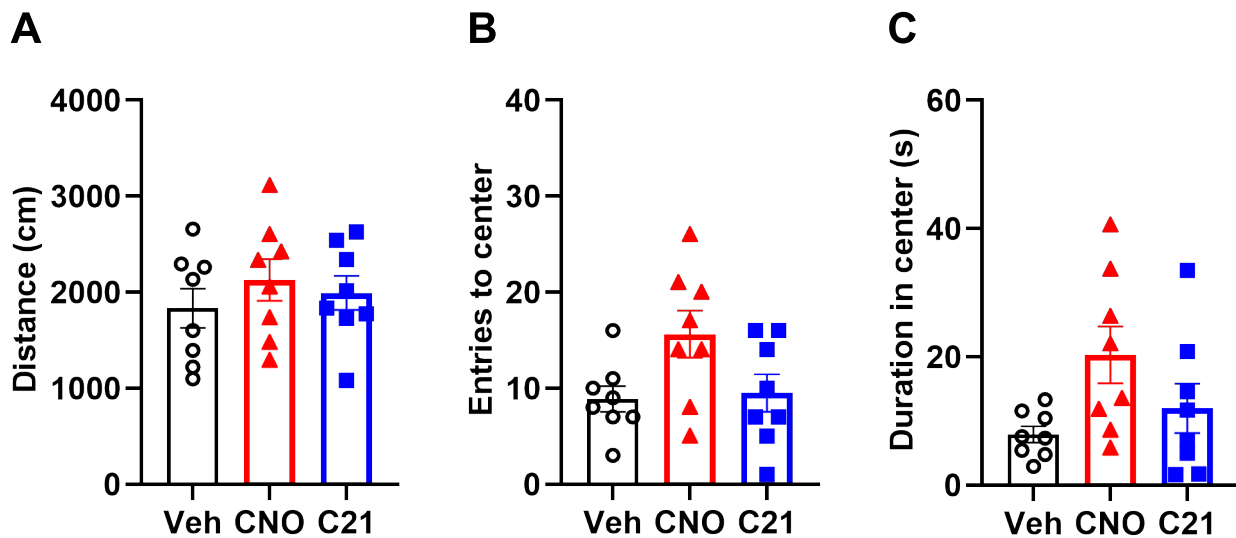 A
B
C
Distance (cm)
4000
3000
2000
1000
0
Veh CNO C21
Entries to center
40
30
20
10
0
Veh CNO C21
Duration in center (s)
60
40
20
0
Veh CNO C21